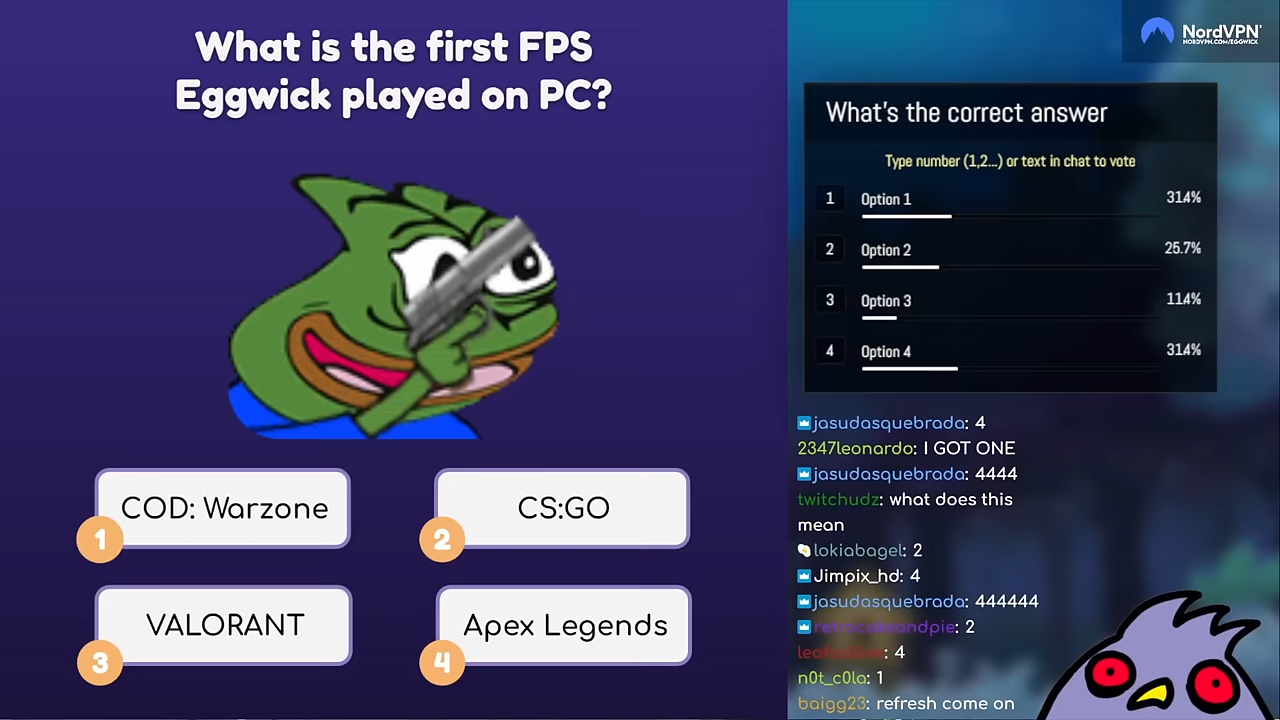 What is the first FPS
Eggwick played on PC?
COD: Warzone
1
CS:GO
2
VALORANT
3
Apex Legends
4
NordVPN
NORDVPN.COM/EGGWICK
What's the correct answer
Type number (1,2...) or text in chat to vote
1 Option 1 31.4%
2 Option 2 25.7%
3 Option 3 11.4%
4 Option 4 31.4%
jasudasquebrada: 4
2347leonardo: I GOT ONE
jasudasquebrada: 4444
twitchudz: what does this
mean
lokiabagel: 2
Jimpix_hd: 4
jasudasquebrada: 444444
: 2
: 4
n0t_c0la: 1
baigg23: refresh come on